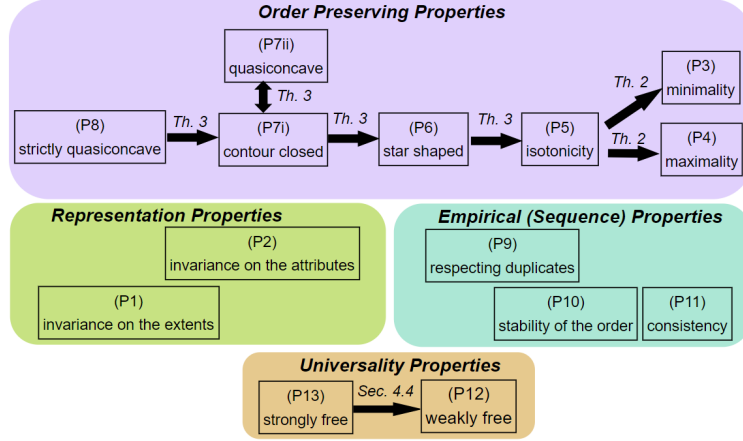 Order Preserving Properties
(P7ii)
quasiconcave
(P3)
minimality
Th. 2
Th. 3
(P8)
strictly quasiconcave
Th. 3
(P7i)
contour closed
Th. 3
(P6)
star shaped
Th. 3
(P5)
isotonicity
Th. 2
(P4)
maximality
Representation Properties
(P2)
invariance on the attributes
(P1)
invariance on the extents
Empirical (Sequence) Properties
(P9)
respecting duplicates
(P10)
stability of the order
(P11)
consistency
Universality Properties
(P13)
strongly free
Sec. 4.4
(P12)
weakly free